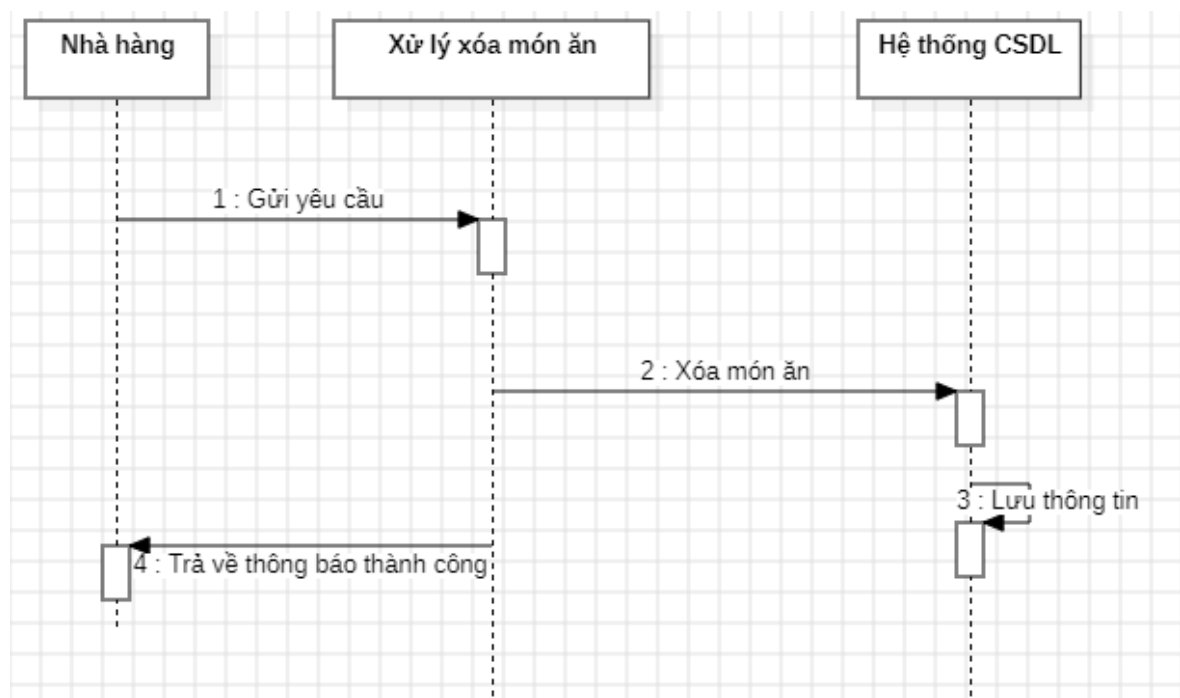 Nhà hàng
Xử lý xóa món ăn
Hệ thống CSDL
1 : Gửi yêu cầu
2 : Xóa món ăn
3 : Lưu thông tin
4 : Trả về thông báo thành công